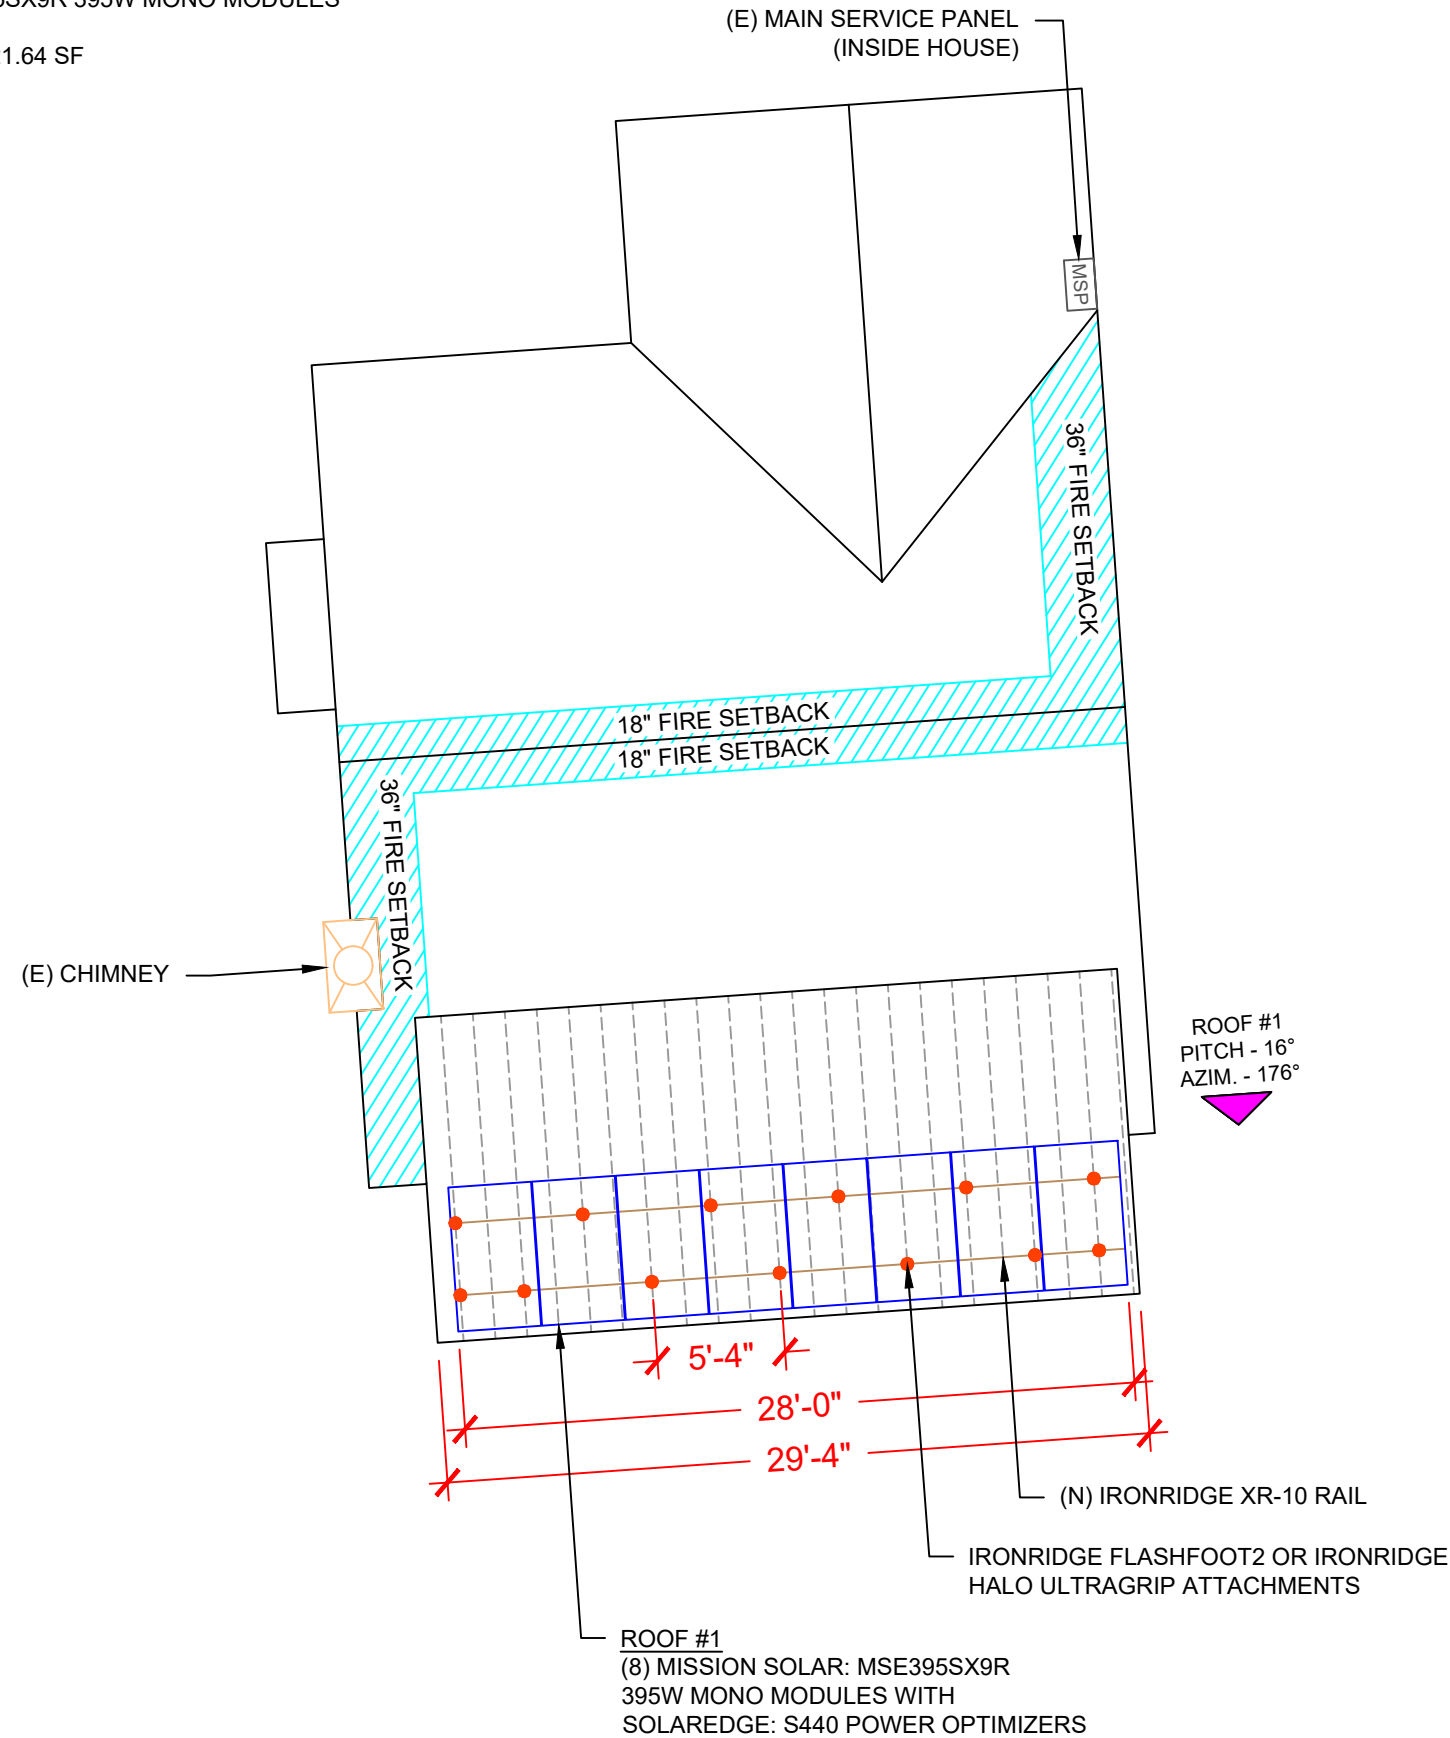 395W MONO MODULES
1.64 SF
(E) MAIN SERVICE PANEL
(INSIDE HOUSE)
MSP
36" FIRE SETBACK
18" FIRE SETBACK
18" FIRE SETBACK
36" FIRE SETBACK
(E) CHIMNEY
ROOF #1
PITCH - 16°
AZIM. - 176°
5'-4"
28'-0"
29'-4"
(N) IRONRIDGE XR-10 RAIL
IRONRIDGE FLASHFOOT2 OR IRONRIDGE
HALO ULTRAGRIP ATTACHMENTS
ROOF #1
(8) MISSION SOLAR: MSE395SX9R
395W MONO MODULES WITH
SOLAREDGE: S440 POWER OPTIMIZERS